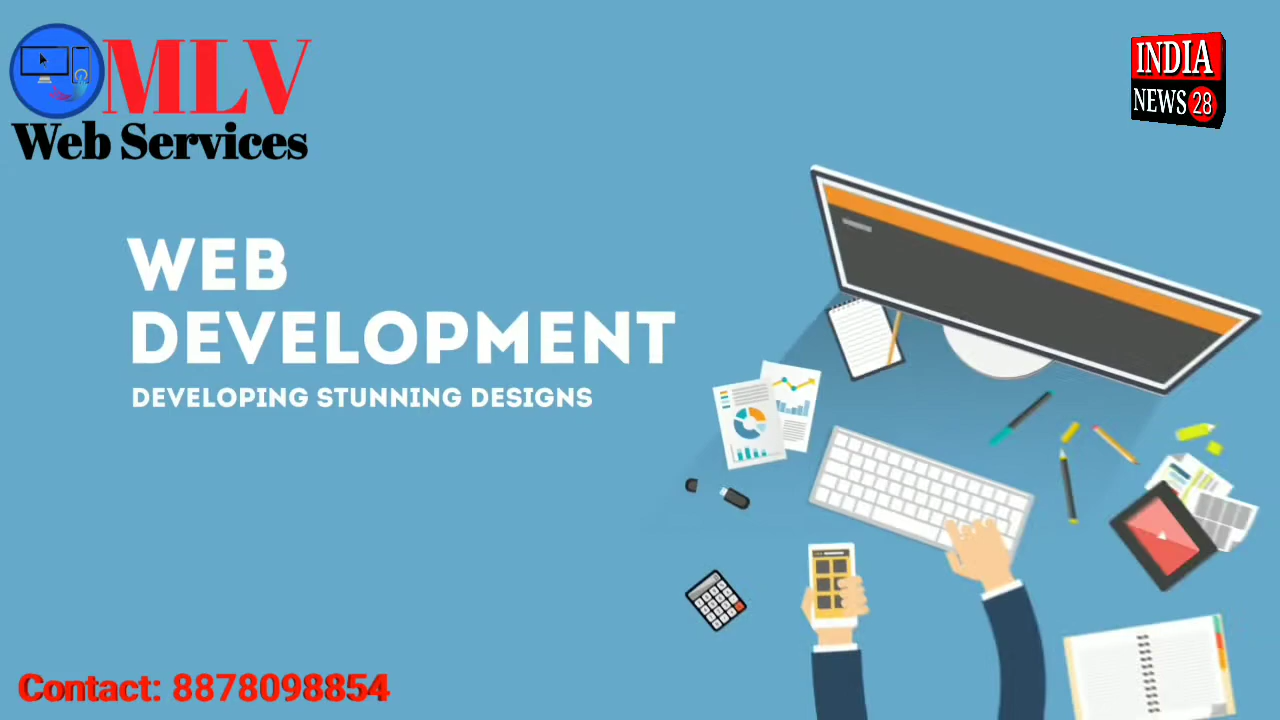 MLV
Web Services
INDIA
NEWS 28
WEB
DEVELOPMENT
DEVELOPING STUNNING DESIGNS
Contact: 8878098854